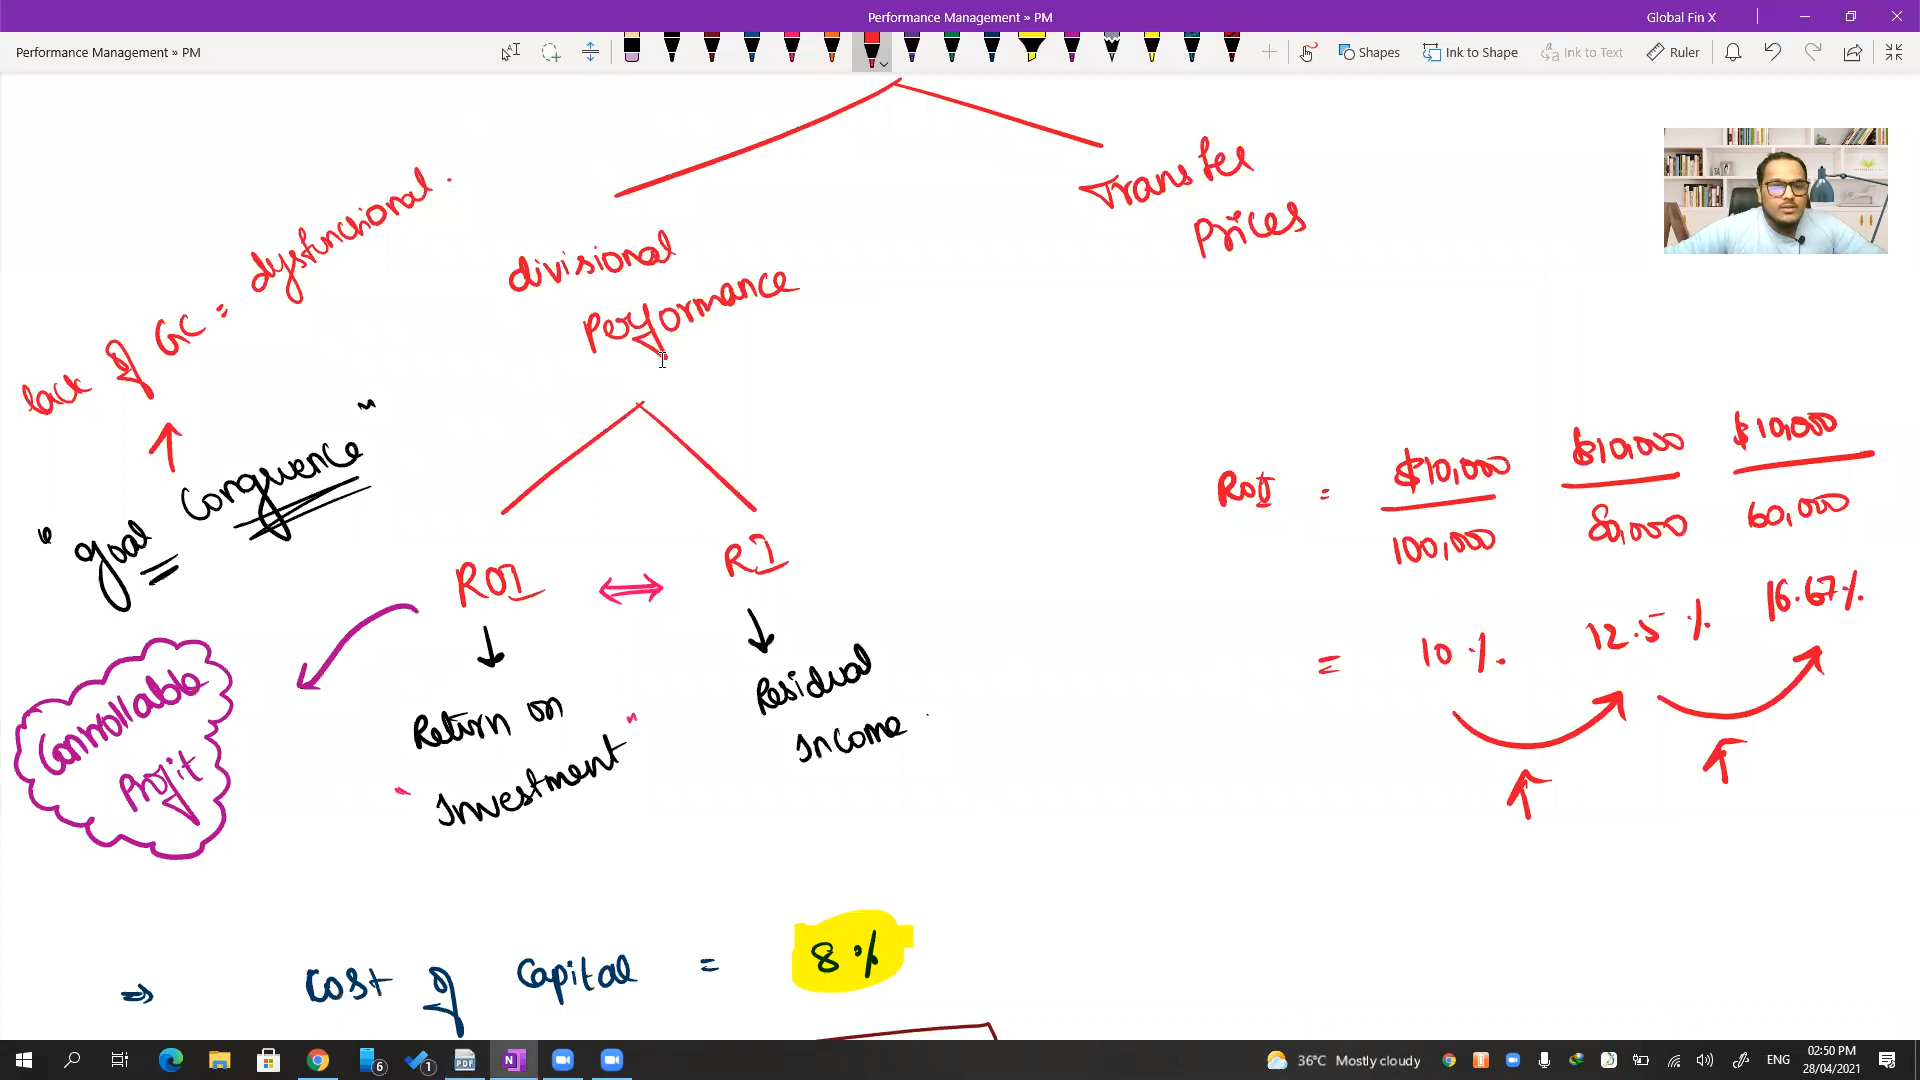 Performance Management » PM
Global Fin X
Performance Management » PM
Shapes
Ink to Shape
Ink to Text
Ruler
Transfer
Prices
divisional
Performance
lack of GC = dysfunctional.
"goal Congruence"
ROI ⇔ RI
Return on
"Investment"
Residual
Income
Controllable
Profit
ROI = $10,000 $10,000 $10,000
100,000 80,000 60,000
= 10 % 12.5 % 16.67%
⇒ Cost of Capital = 8 %
6
1
PDF
N
36°C Mostly cloudy
ENG
02:50 PM
28/04/2021